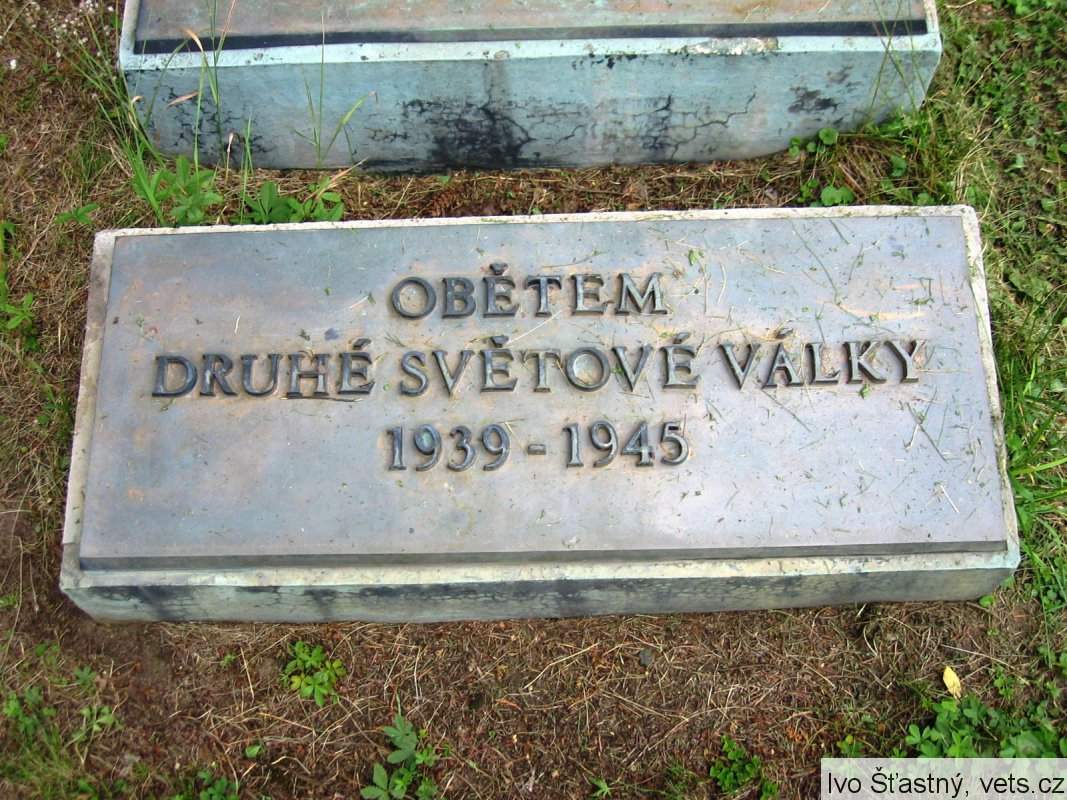 OBĚTEM
DRUHÉ SVĚTOVÉ VÁLKY
1939 - 1945
Ivo Šťastný, vets.cz